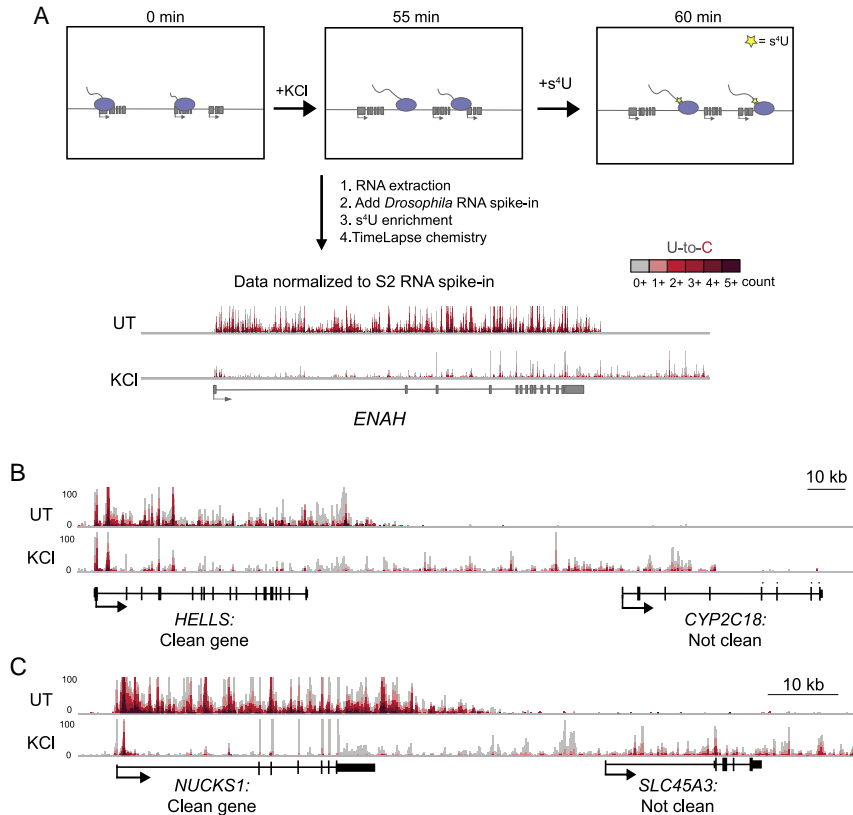 A
0 min
55 min
60 min
= s⁴U
+KCl
+s⁴U
1. RNA extraction
2. Add Drosophila RNA spike-in
3. s⁴U enrichment
4.TimeLapse chemistry
U-to-C
0+ 1+ 2+ 3+ 4+ 5+ count
Data normalized to S2 RNA spike-in
UT
KCl
ENAH
B
10 kb
100
UT
0
100
KCl
0
HELLS:
Clean gene
CYP2C18:
Not clean
C
10 kb
100
UT
0
100
KCl
0
NUCKS1:
Clean gene
SLC45A3:
Not clean